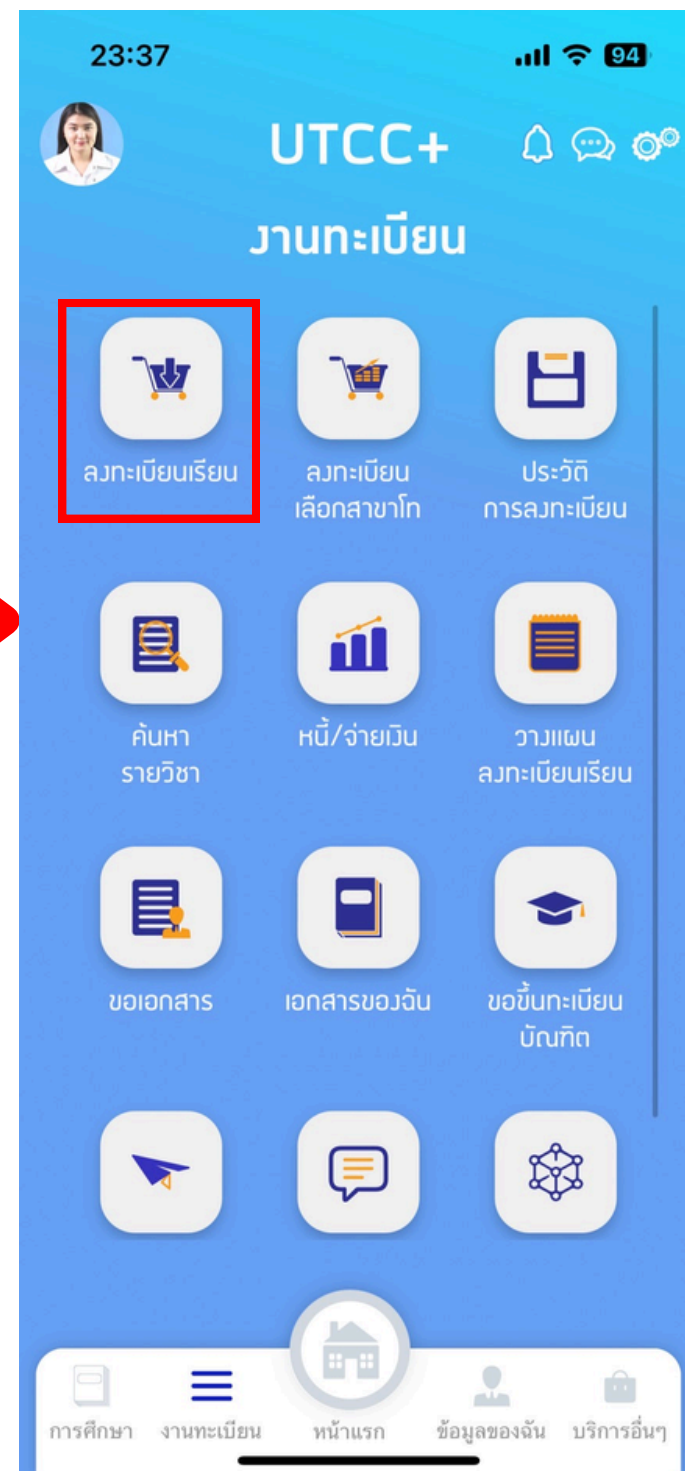 23:37
94
UTCC+
งานทะเบียน
ลงทะเบียนเรียน
ลงทะเบียน
เลือกสาขาโท
ประวัติ
การลงทะเบียน
ค้นหา
รายวิชา
หนี้/จ่ายเงิน
วางแผน
ลงทะเบียนเรียน
ขอเอกสาร
เอกสารของฉัน
ขอขึ้นทะเบียน
บัณฑิต
การศึกษา
งานทะเบียน
หน้าแรก
ข้อมูลของฉัน
บริการอื่นๆ